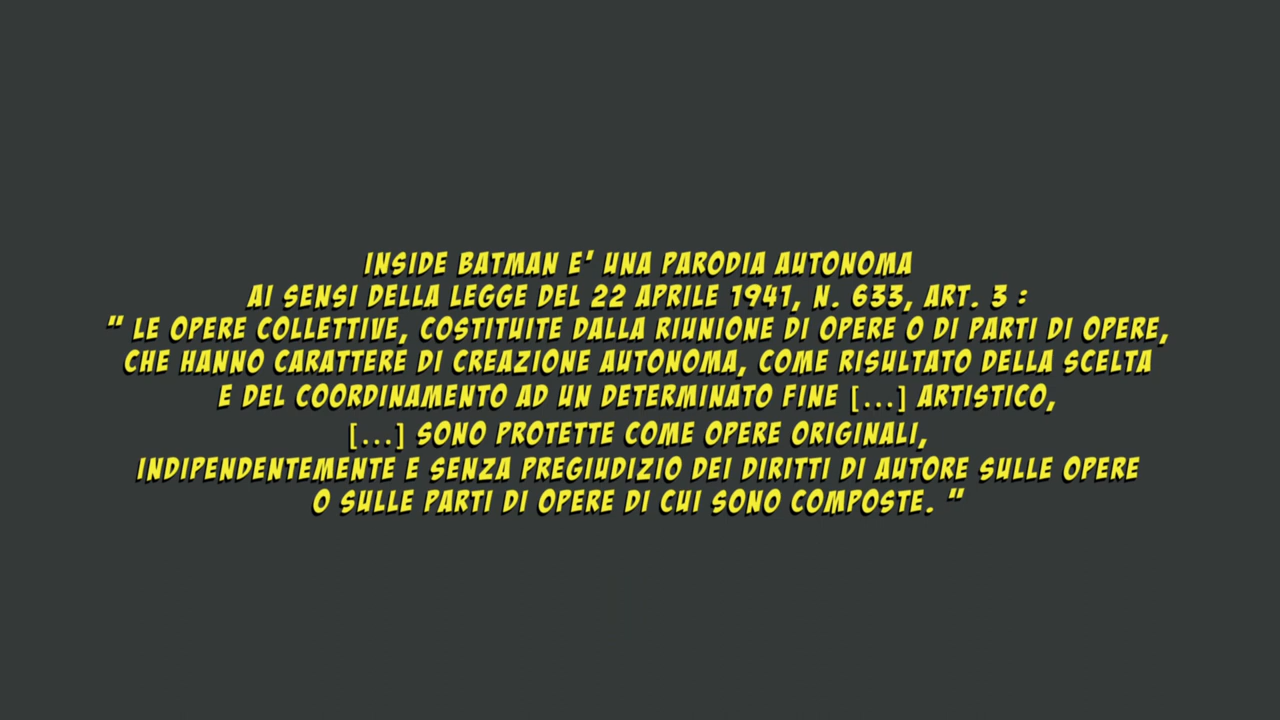 INSIDE BATMAN E' UNA PARODIA AUTONOMA
AI SENSI DELLA LEGGE DEL 22 APRILE 1941, N. 633, ART. 3 :
" LE OPERE COLLETTIVE, COSTITUITE DALLA RIUNIONE DI OPERE O DI PARTI DI OPERE,
CHE HANNO CARATTERE DI CREAZIONE AUTONOMA, COME RISULTATO DELLA SCELTA
E DEL COORDINAMENTO AD UN DETERMINATO FINE [...] ARTISTICO,
[...] SONO PROTETTE COME OPERE ORIGINALI,
INDIPENDENTEMENTE E SENZA PREGIUDIZIO DEI DIRITTI DI AUTORE SULLE OPERE
O SULLE PARTI DI OPERE DI CUI SONO COMPOSTE. "